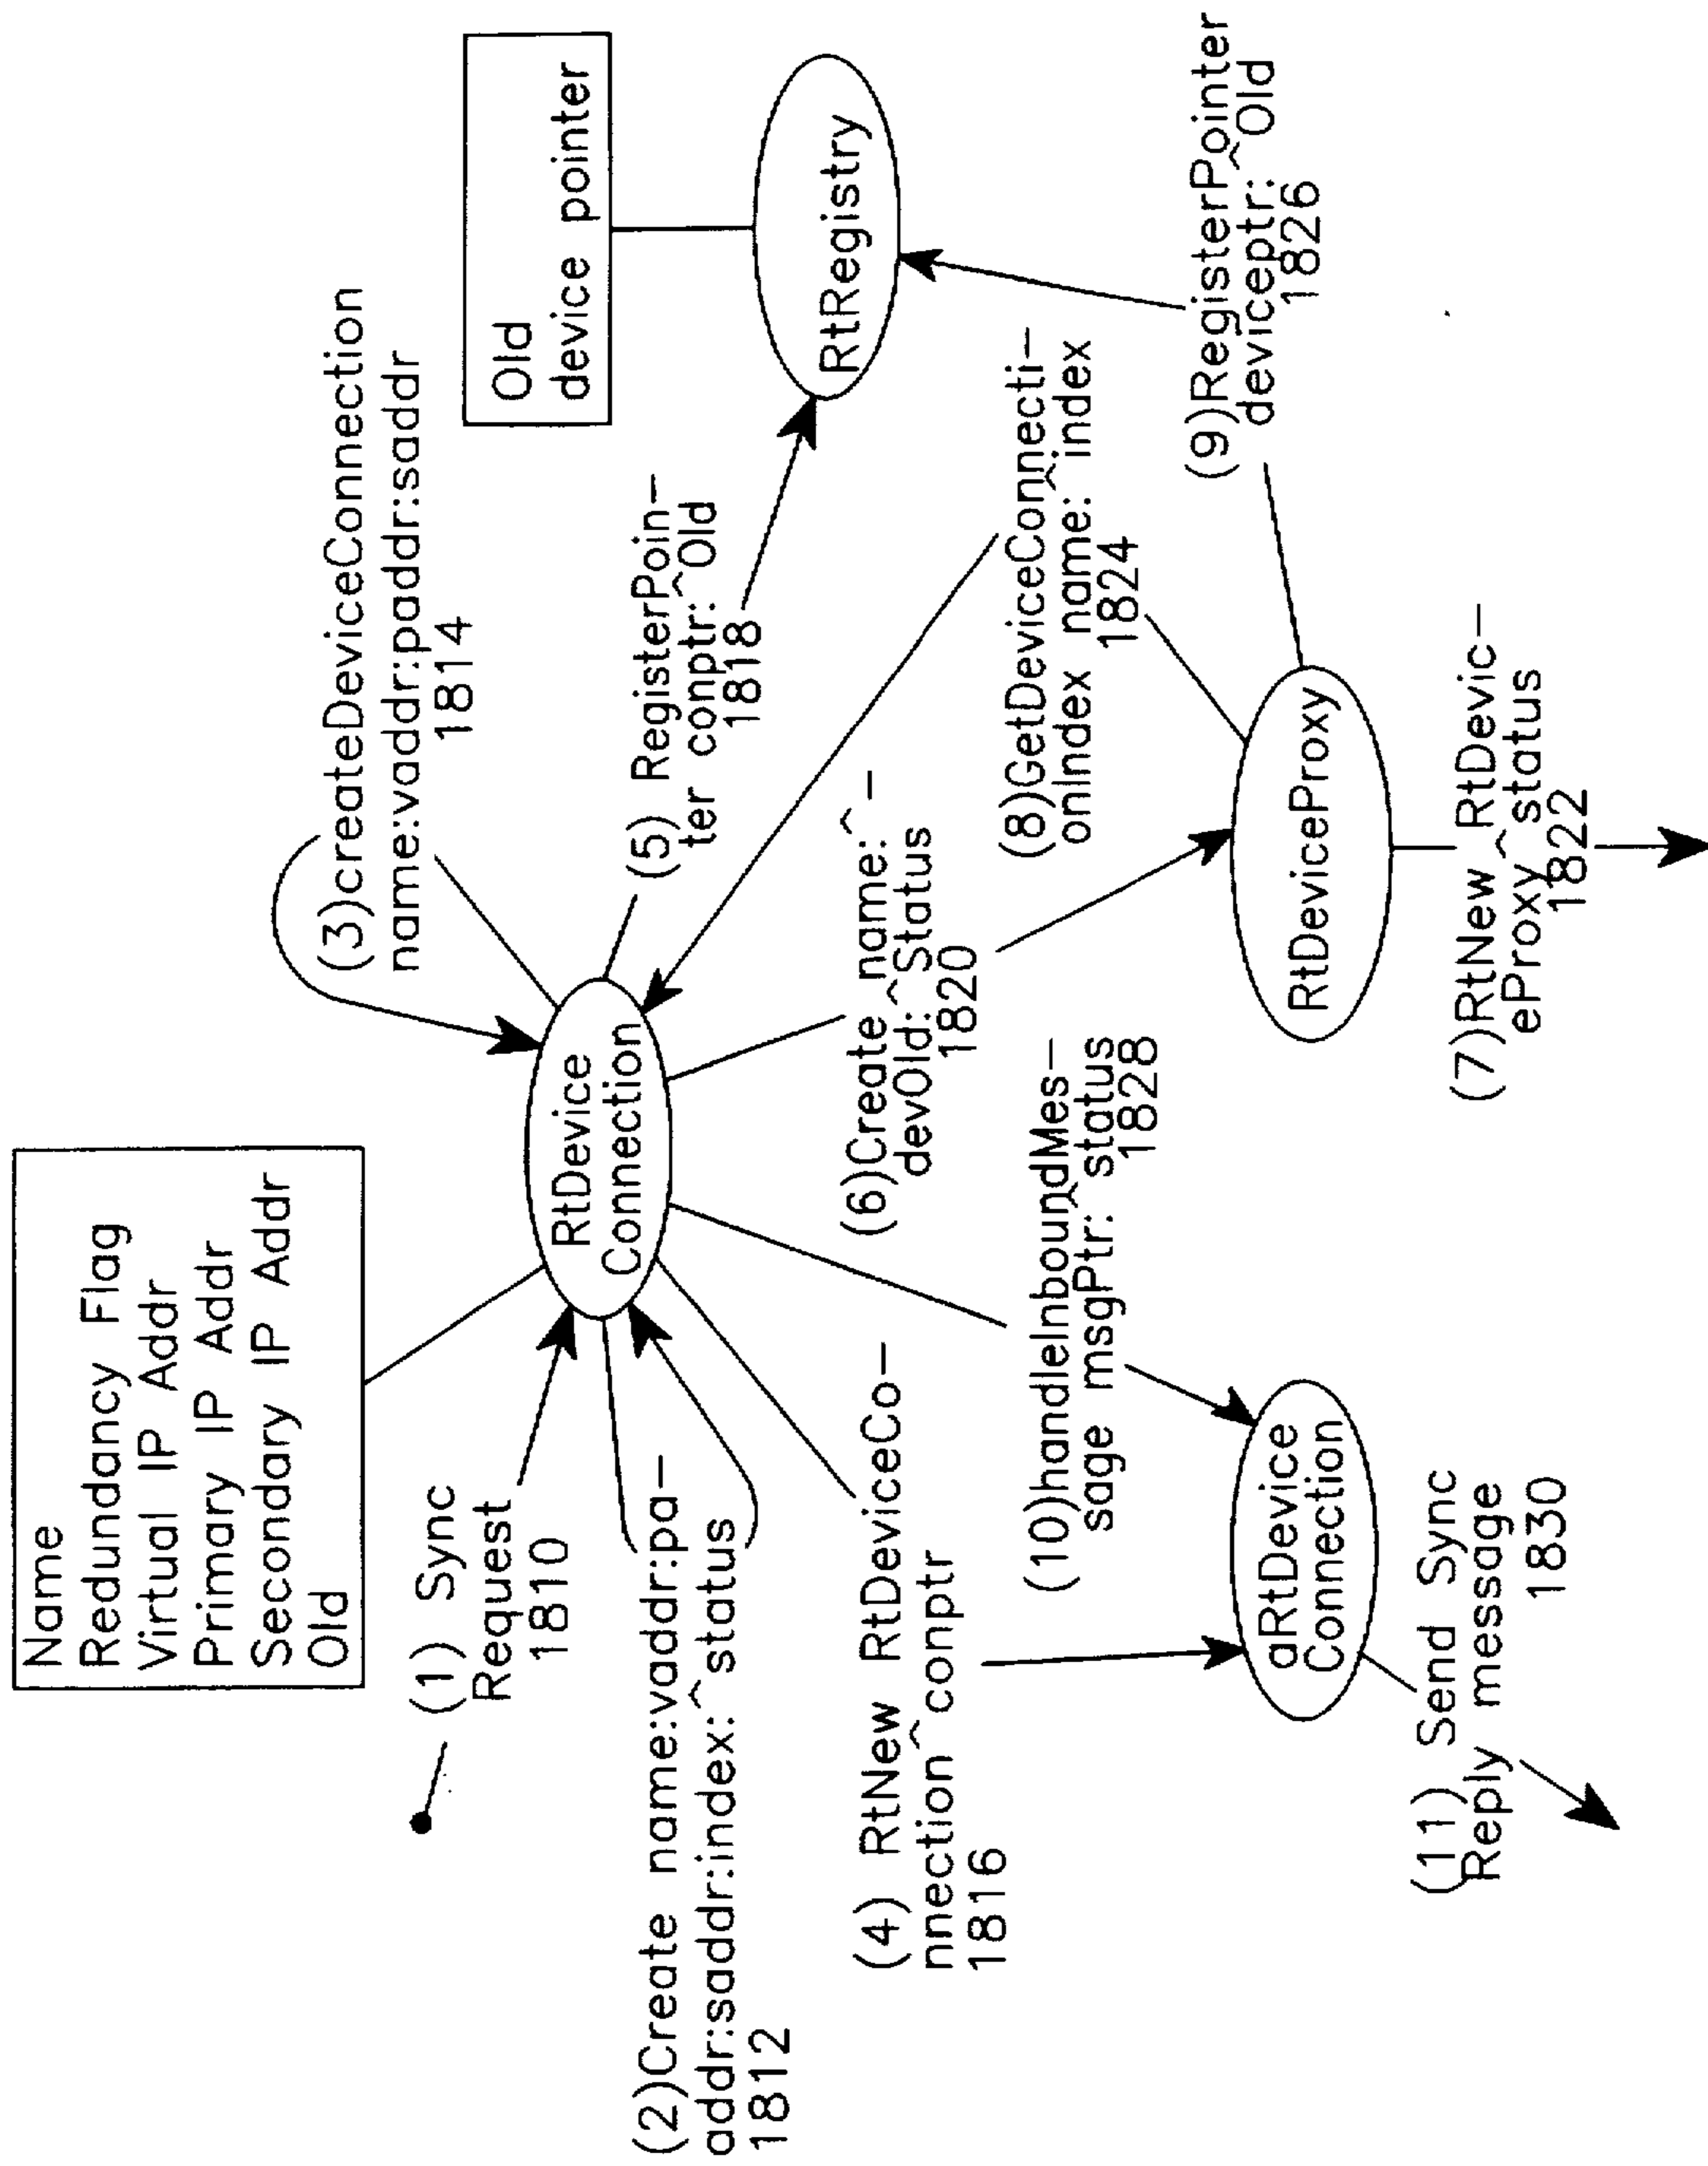 Name
Redundancy Flag
Virtual IP Addr
Primary IP Addr
Secondary IP Addr
Old
(1) Sync
Request
1810
(2)Create name:vaddr:pa-
addr:saddr:index:^status
1812
(3)createDeviceConnection
name:vaddr:paddr:saddr
1814
Old
device pointer
RtDevice
Connection
RtRegistry
(4) RtNew RtDeviceCo-
nnection^conptr
1816
(5) RegisterPoin-
ter conptr:^Old
1818
(6)Create name:^-
devOld:^Status
1820
(8)GetDeviceConnecti-
onIndex name:^index
1824
(9)RegisterPointer
deviceptr:^Old
1826
(10)handleInboundMes-
sage msgPtr:^status
1828
aRtDevice
Connection
RtDeviceProxy
(11) Send Sync
Reply message
1830
(7)RtNew RtDevic-
eProxy^status
1822